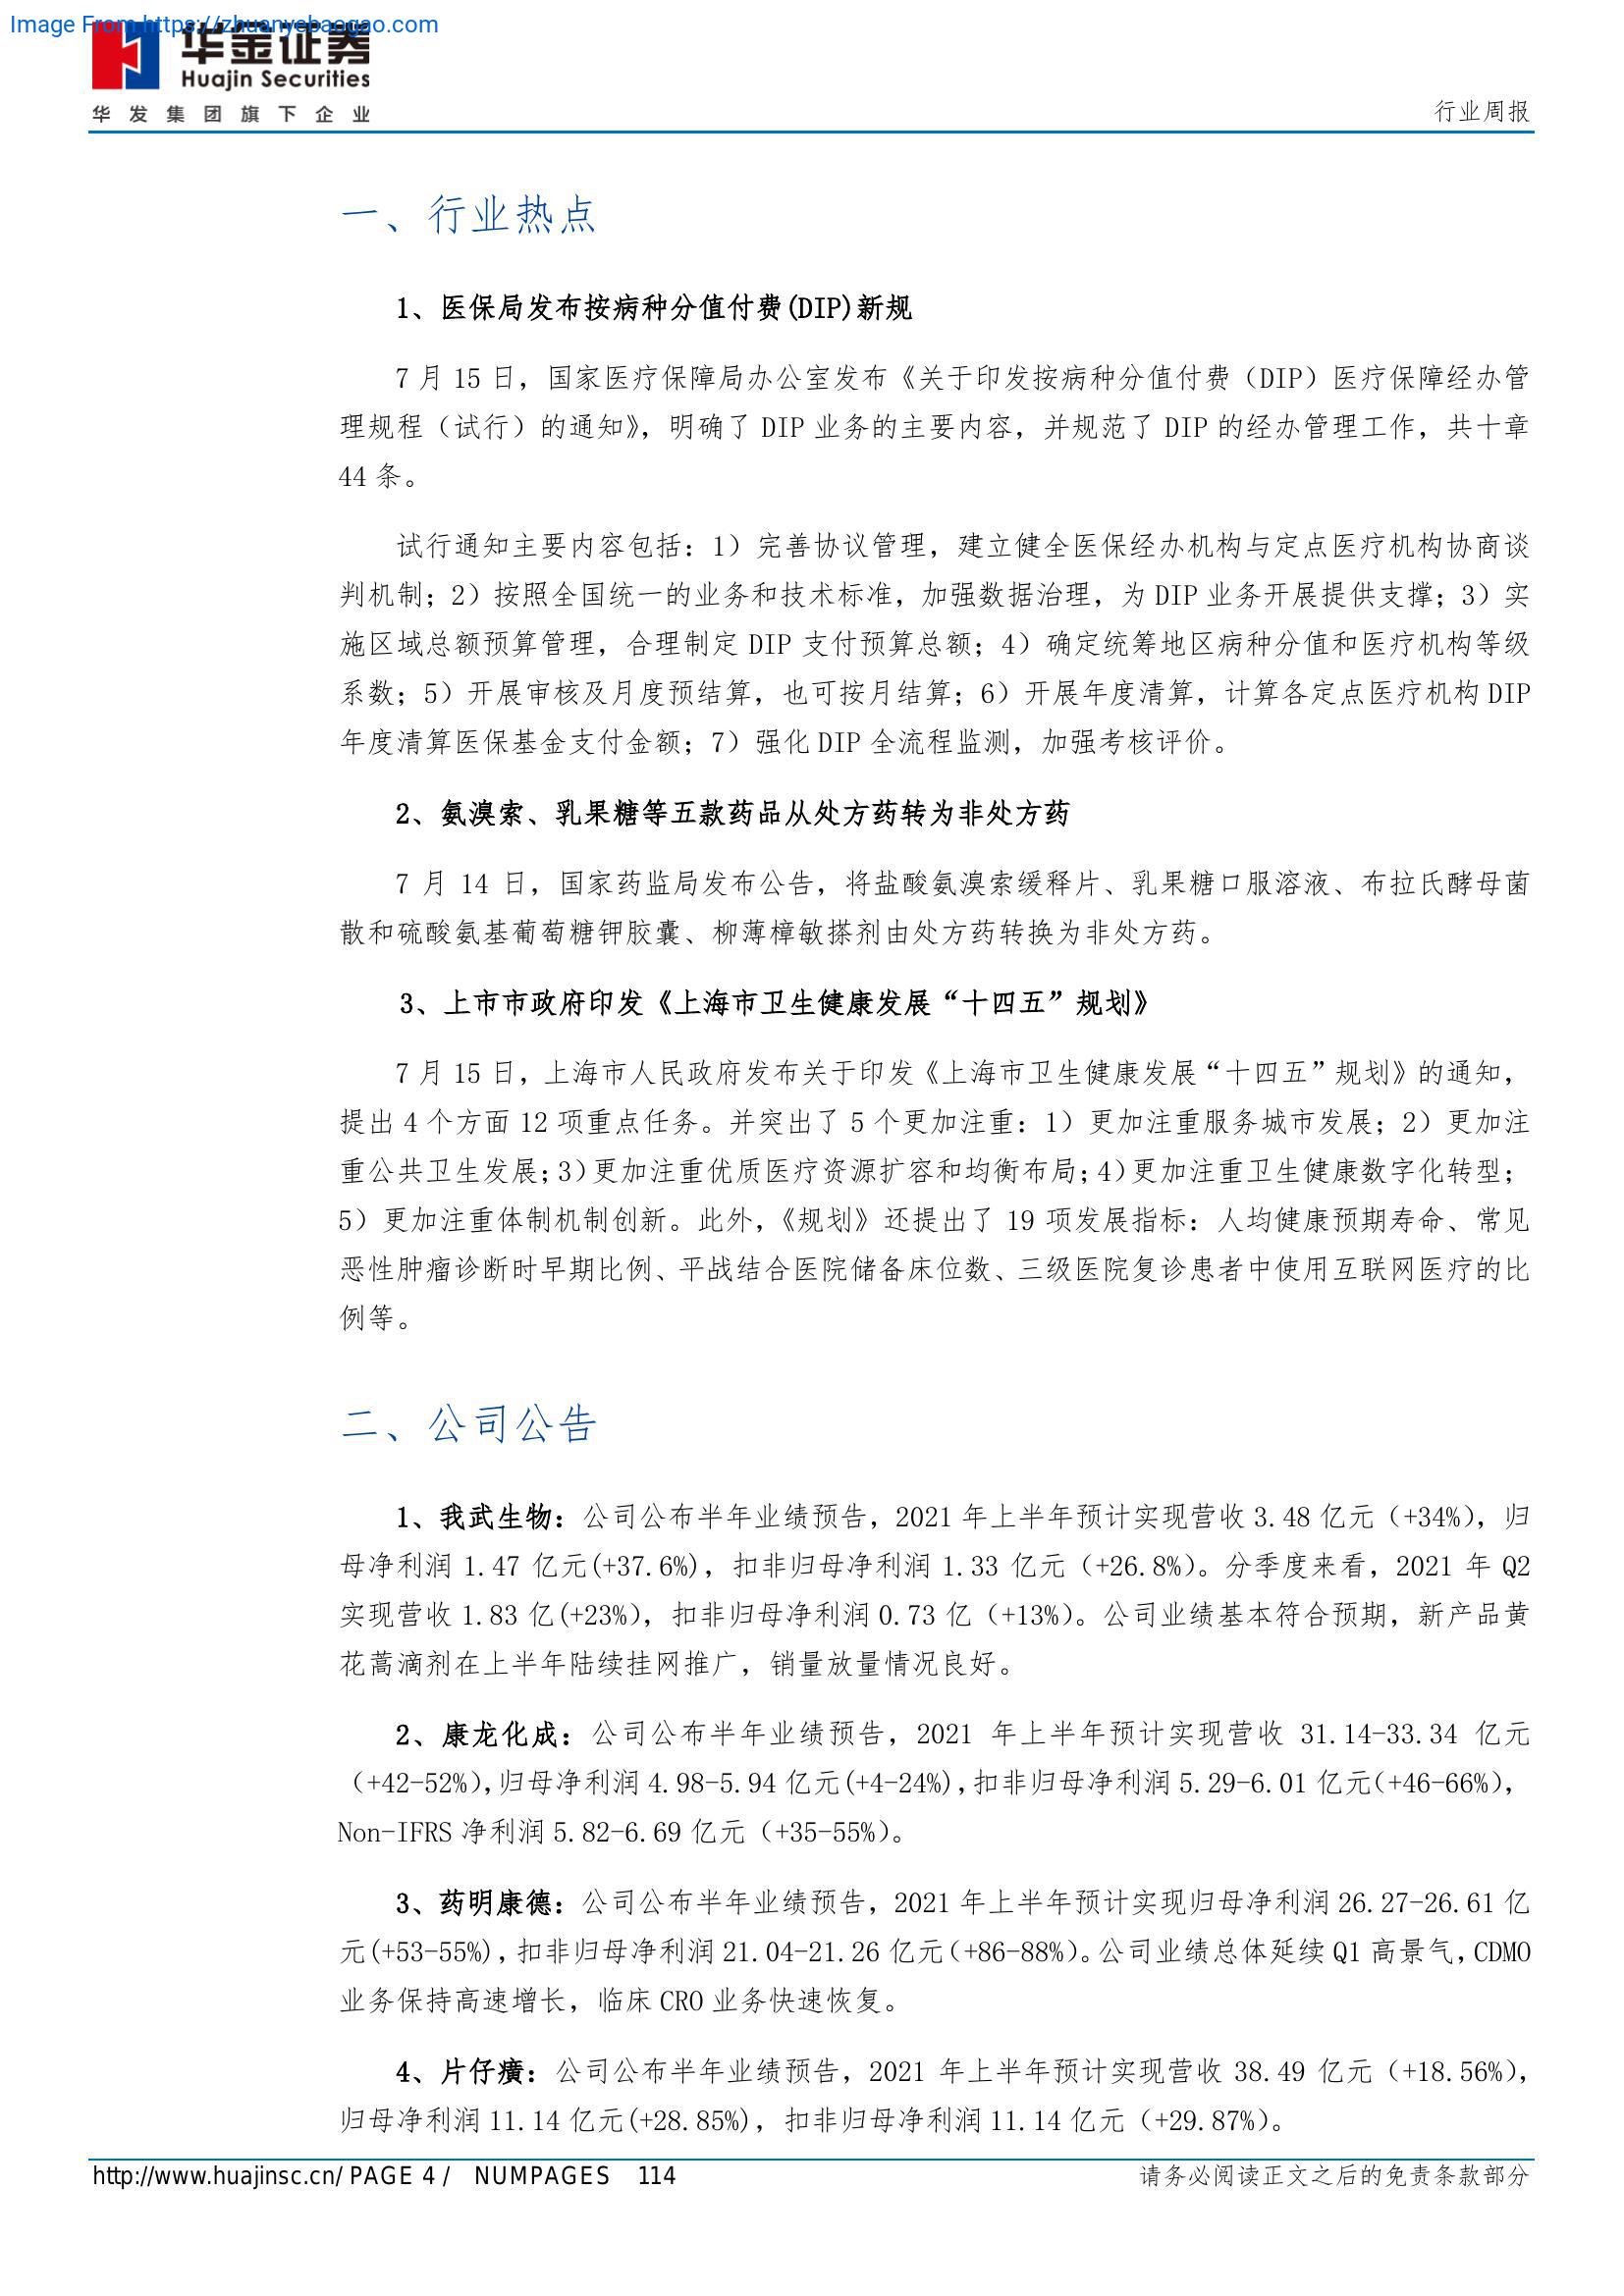 Image From https://zhuanyebaogao.com
华金证券
Huajin Securities
华发集团旗下企业
行业周报
一、行业热点
1、医保局发布按病种分值付费(DIP)新规
7 月 15 日，国家医疗保障局办公室发布《关于印发按病种分值付费（DIP）医疗保障经办管
理规程（试行）的通知》，明确了 DIP 业务的主要内容，并规范了 DIP 的经办管理工作，共十章
44 条。
试行通知主要内容包括：1）完善协议管理，建立健全医保经办机构与定点医疗机构协商谈
判机制；2）按照全国统一的业务和技术标准，加强数据治理，为 DIP 业务开展提供支撑；3）实
施区域总额预算管理，合理制定 DIP 支付预算总额；4）确定统筹地区病种分值和医疗机构等级
系数；5）开展审核及月度预结算，也可按月结算；6）开展年度清算，计算各定点医疗机构 DIP
年度清算医保基金支付金额；7）强化 DIP 全流程监测，加强考核评价。
2、氨溴索、乳果糖等五款药品从处方药转为非处方药
7 月 14 日，国家药监局发布公告，将盐酸氨溴索缓释片、乳果糖口服溶液、布拉氏酵母菌
散和硫酸氨基葡萄糖钾胶囊、柳薄樟敏搽剂由处方药转换为非处方药。
3、上市市政府印发《上海市卫生健康发展“十四五”规划》
7 月 15 日，上海市人民政府发布关于印发《上海市卫生健康发展“十四五”规划》的通知，
提出 4 个方面 12 项重点任务。并突出了 5 个更加注重：1）更加注重服务城市发展；2）更加注
重公共卫生发展；3）更加注重优质医疗资源扩容和均衡布局；4）更加注重卫生健康数字化转型；
5）更加注重体制机制创新。此外，《规划》还提出了 19 项发展指标：人均健康预期寿命、常见
恶性肿瘤诊断时早期比例、平战结合医院储备床位数、三级医院复诊患者中使用互联网医疗的比
例等。
二、公司公告
1、我武生物：公司公布半年业绩预告，2021 年上半年预计实现营收 3.48 亿元（+34%），归
母净利润 1.47 亿元(+37.6%)，扣非归母净利润 1.33 亿元（+26.8%）。分季度来看，2021 年 Q2
实现营收 1.83 亿(+23%)，扣非归母净利润 0.73 亿（+13%）。公司业绩基本符合预期，新产品黄
花蒿滴剂在上半年陆续挂网推广，销量放量情况良好。
2、康龙化成：公司公布半年业绩预告，2021 年上半年预计实现营收 31.14-33.34 亿元
（+42-52%），归母净利润 4.98-5.94 亿元(+4-24%)，扣非归母净利润 5.29-6.01 亿元（+46-66%），
Non-IFRS 净利润 5.82-6.69 亿元（+35-55%）。
3、药明康德：公司公布半年业绩预告，2021 年上半年预计实现归母净利润 26.27-26.61 亿
元(+53-55%)，扣非归母净利润 21.04-21.26 亿元（+86-88%）。公司业绩总体延续 Q1 高景气，CDMO
业务保持高速增长，临床 CRO 业务快速恢复。
4、片仔癀：公司公布半年业绩预告，2021 年上半年预计实现营收 38.49 亿元（+18.56%），
归母净利润 11.14 亿元(+28.85%)，扣非归母净利润 11.14 亿元（+29.87%）。
http://www.huajinsc.cn/ PAGE 4 / NUMPAGES 114
请务必阅读正文之后的免责条款部分